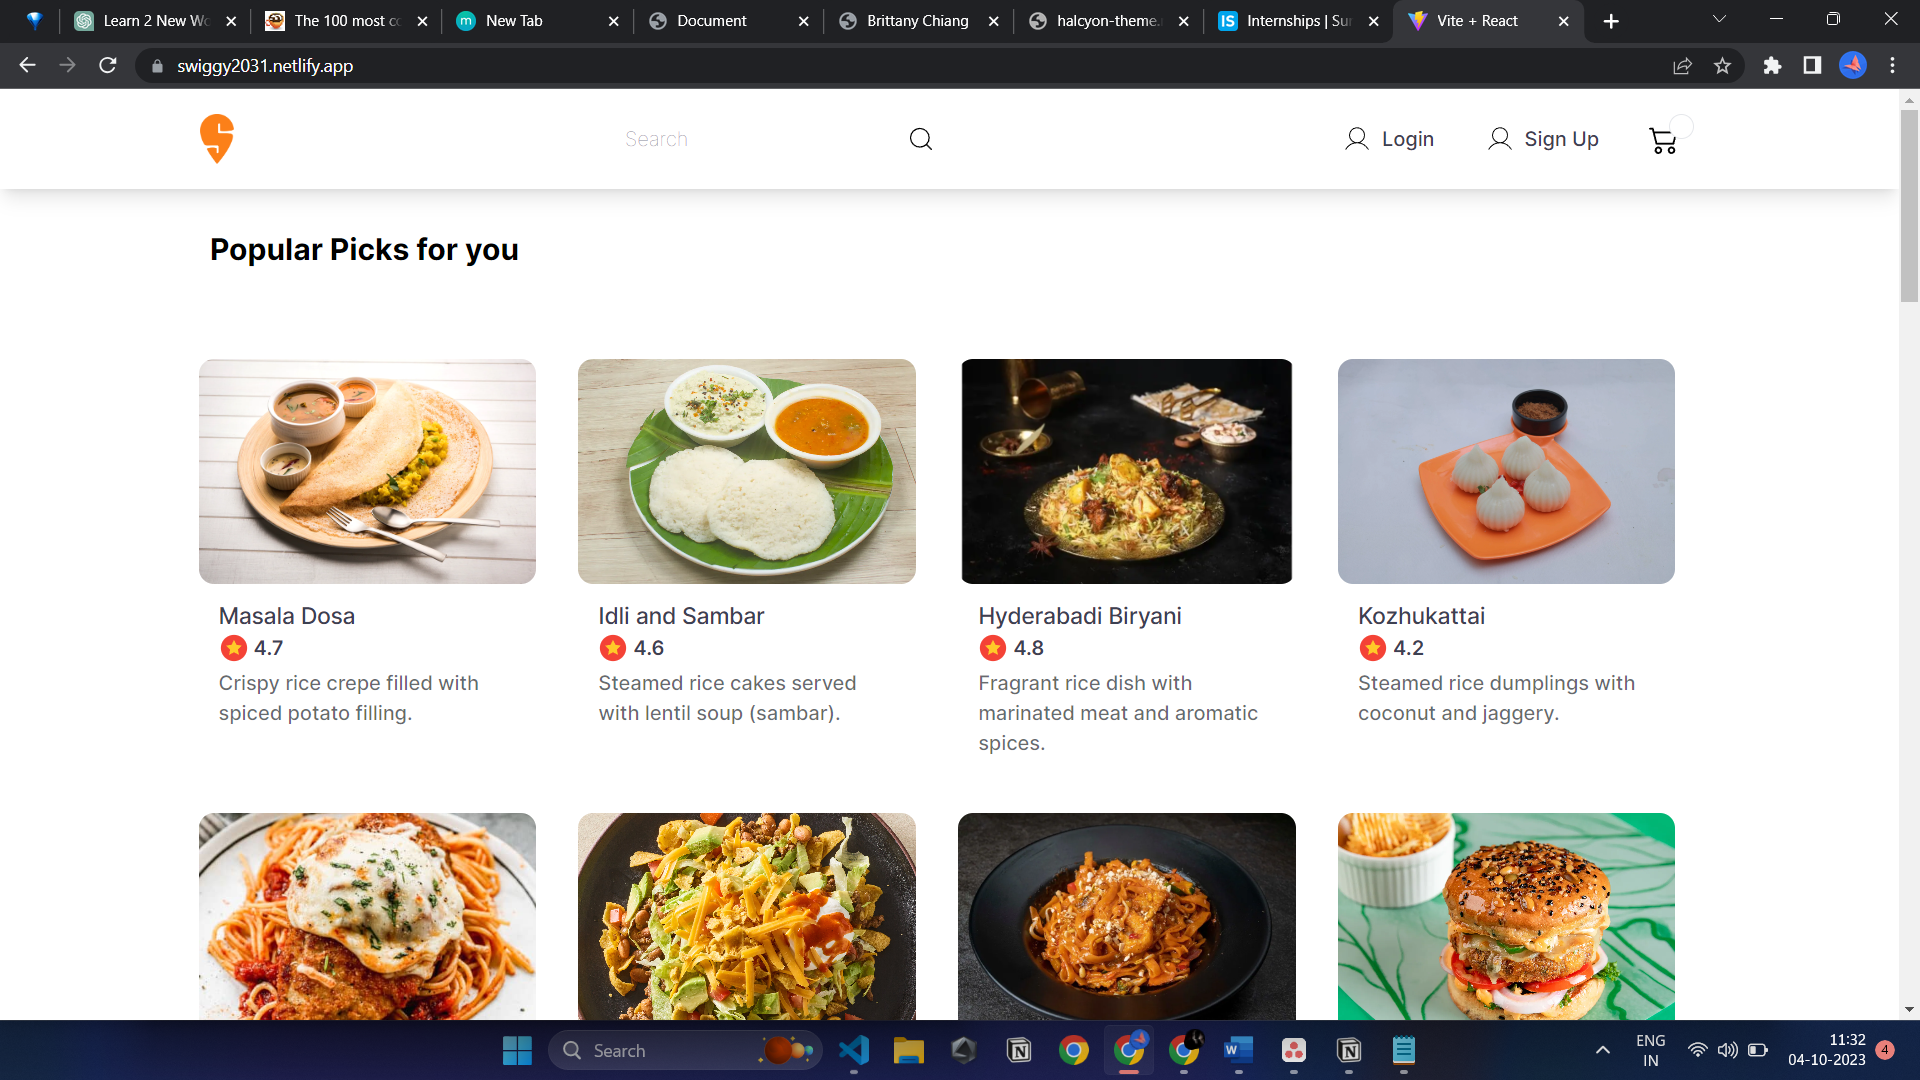 Learn 2 New Wo
The 100 most co
New Tab
Document
Brittany Chiang
halcyon-theme.
Internships | Sur
Vite + React
swiggy2031.netlify.app
Search
Login
Sign Up
Popular Picks for you
Masala Dosa
4.7
Crispy rice crepe filled with
spiced potato filling.
Idli and Sambar
4.6
Steamed rice cakes served
with lentil soup (sambar).
Hyderabadi Biryani
4.8
Fragrant rice dish with
marinated meat and aromatic
spices.
Kozhukattai
4.2
Steamed rice dumplings with
coconut and jaggery.
Search
ENG
IN
11:32
04-10-2023
4